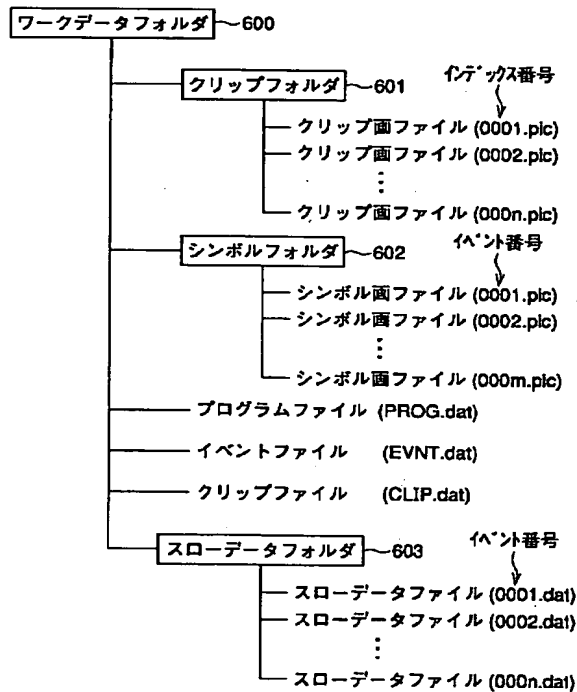 ワークデータフォルダ 600
クリップフォルダ 601
インデックス番号
クリップ画ファイル (0001.pic)
クリップ画ファイル (0002.pic)
⋮
クリップ画ファイル (000n.pic)
シンボルフォルダ 602
イベント番号
シンボル画ファイル (0001.pic)
シンボル画ファイル (0002.pic)
⋮
シンボル画ファイル (000m.pic)
プログラムファイル (PROG.dat)
イベントファイル (EVNT.dat)
クリップファイル (CLIP.dat)
スローデータフォルダ 603
イベント番号
スローデータファイル (0001.dat)
スローデータファイル (0002.dat)
⋮
スローデータファイル (000n.dat)